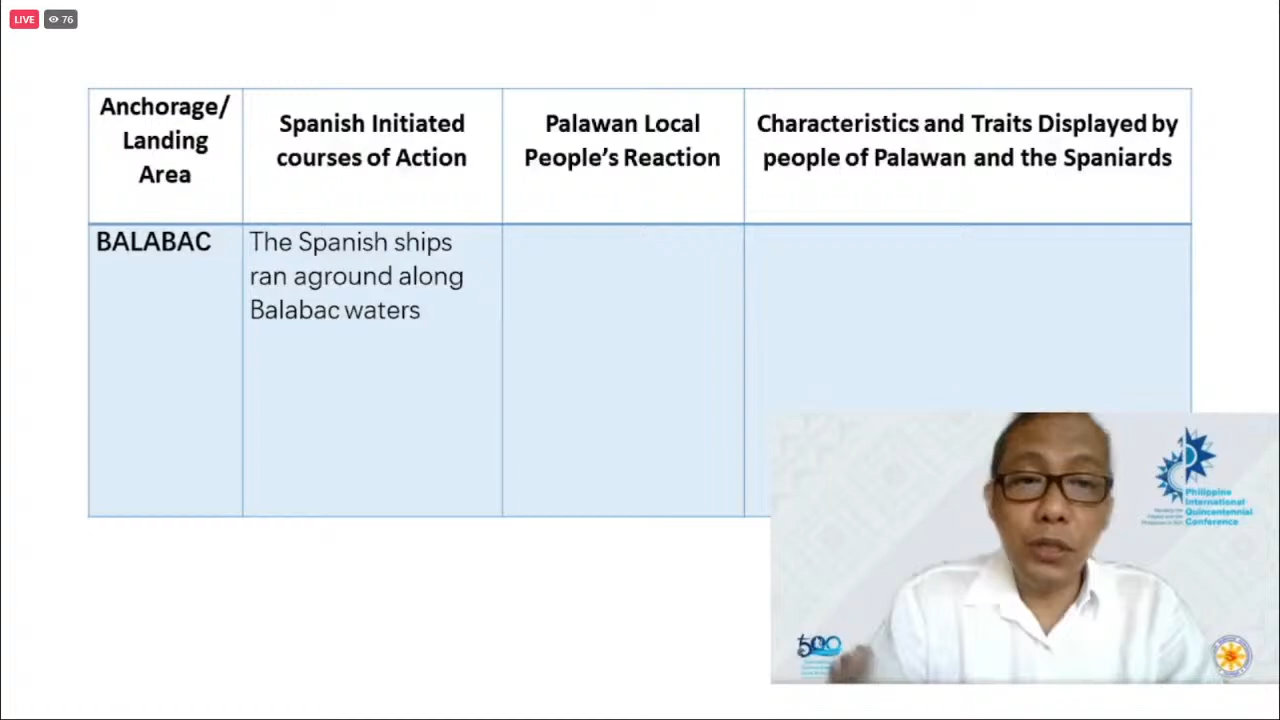 LIVE
76
Anchorage/
Landing
Area
Spanish Initiated
courses of Action
Palawan Local
People's Reaction
Characteristics and Traits Displayed by
people of Palawan and the Spaniards
BALABAC
The Spanish ships
ran aground along
Balabac waters
Philippine
International
Quincentennial
Conference
500